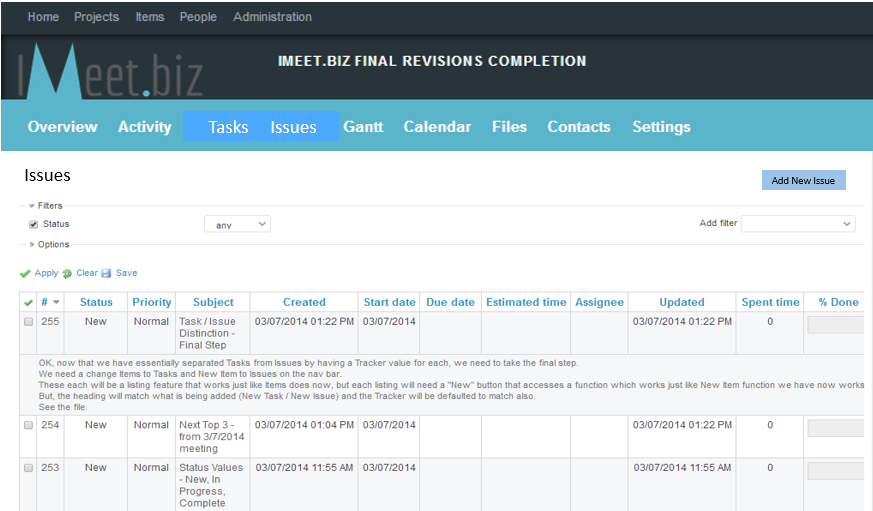 Home Projects Items People Administration
IMeet.biz
IMEET.BIZ FINAL REVISIONS COMPLETION
Overview Activity Tasks Issues Gantt Calendar Files Contacts Settings
Issues
Add New Issue
Filters
Status any Add filter
Options
Apply Clear Save
# Status Priority Subject Created Start date Due date Estimated time Assignee Updated Spent time % Done
255 New Normal Task / Issue 03/07/2014 01:22 PM 03/07/2014 03/07/2014 01:22 PM 0
Distinction -
Final Step
OK, now that we have essentially separated Tasks from Issues by having a Tracker value for each, we need to take the final step.
We need a change Items to Tasks and New Item to Issues on the nav bar.
These each will be a listing feature that works just like Items does now, but each listing will need a "New" button that accesses a function which works just like New Item function we have now works
But, the heading will match what is being added (New Task / New Issue) and the Tracker will be defaulted to match also.
See the file.
254 New Normal Next Top 3 - 03/07/2014 01:04 PM 03/07/2014 03/07/2014 01:22 PM 0
from 3/7/2014
meeting
253 New Normal Status Values 03/07/2014 11:55 AM 03/07/2014 03/07/2014 11:55 AM 0
- New, In
Progress,
Complete